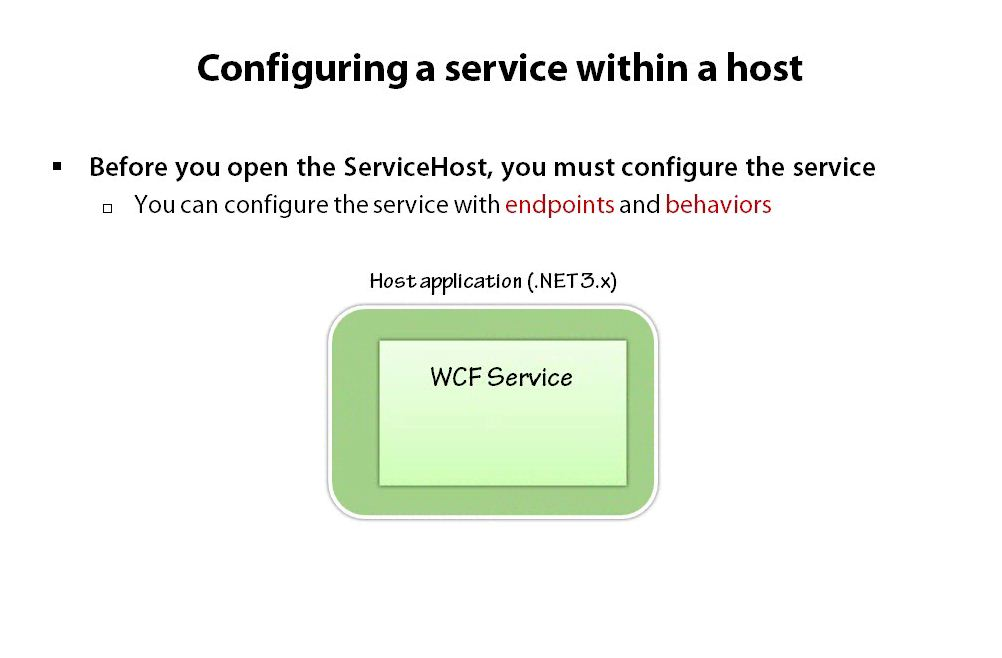 Configuring a service within a host
Before you open the ServiceHost, you must configure the service
You can configure the service with endpoints and behaviors
Host application (.NET 3.x)
WCF Service